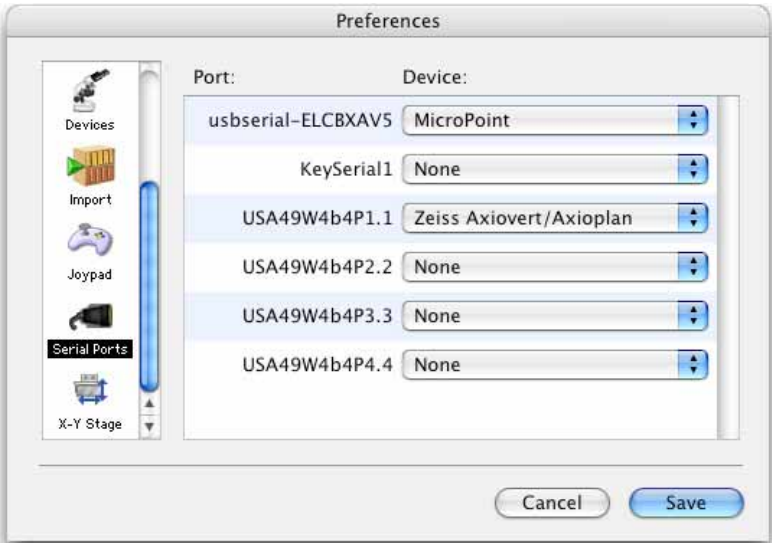 Preferences
Devices
Import
Joypad
Serial Ports
X-Y Stage
Port: Device:
usbserial-ELCBXAV5 MicroPoint
KeySerial1 None
USA49W4b4P1.1 Zeiss Axiovert/Axioplan
USA49W4b4P2.2 None
USA49W4b4P3.3 None
USA49W4b4P4.4 None
Cancel Save